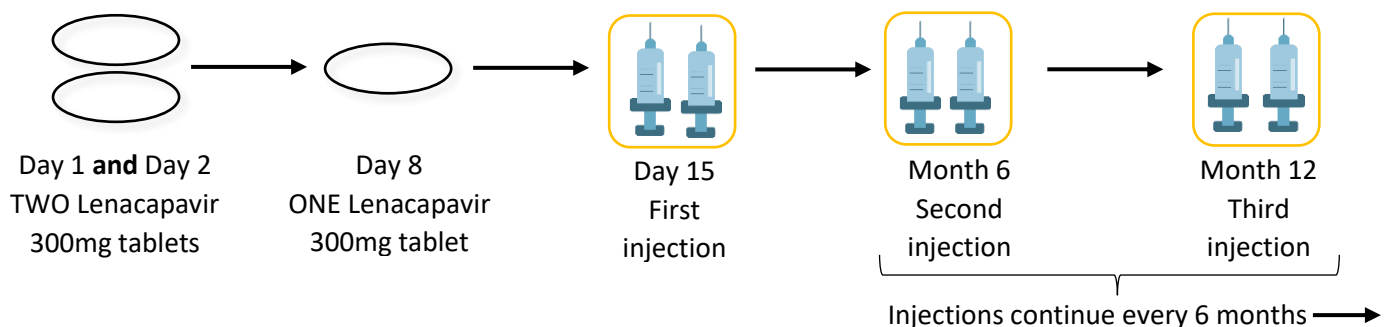 Day 1 and Day 2
TWO Lenacapavir
300mg tablets
Day 8
ONE Lenacapavir
300mg tablet
Day 15
First
injection
Month 6
Second
injection
Month 12
Third
injection
Injections continue every 6 months